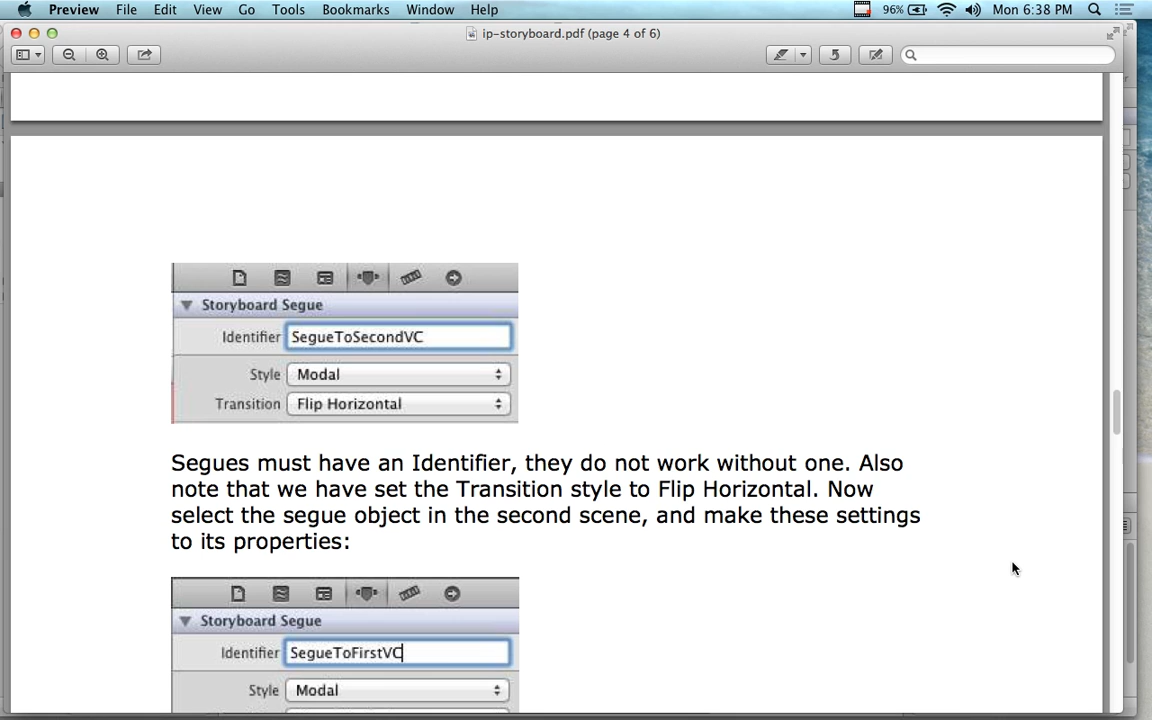 Preview File Edit View Go Tools Bookmarks Window Help 96% Mon 6:38 PM
ip-storyboard.pdf (page 4 of 6)
Storyboard Segue
Identifier SegueToSecondVC
Style Modal
Transition Flip Horizontal
Segues must have an Identifier, they do not work without one. Also
note that we have set the Transition style to Flip Horizontal. Now
select the segue object in the second scene, and make these settings
to its properties:
Storyboard Segue
Identifier SegueToFirstVC
Style Modal